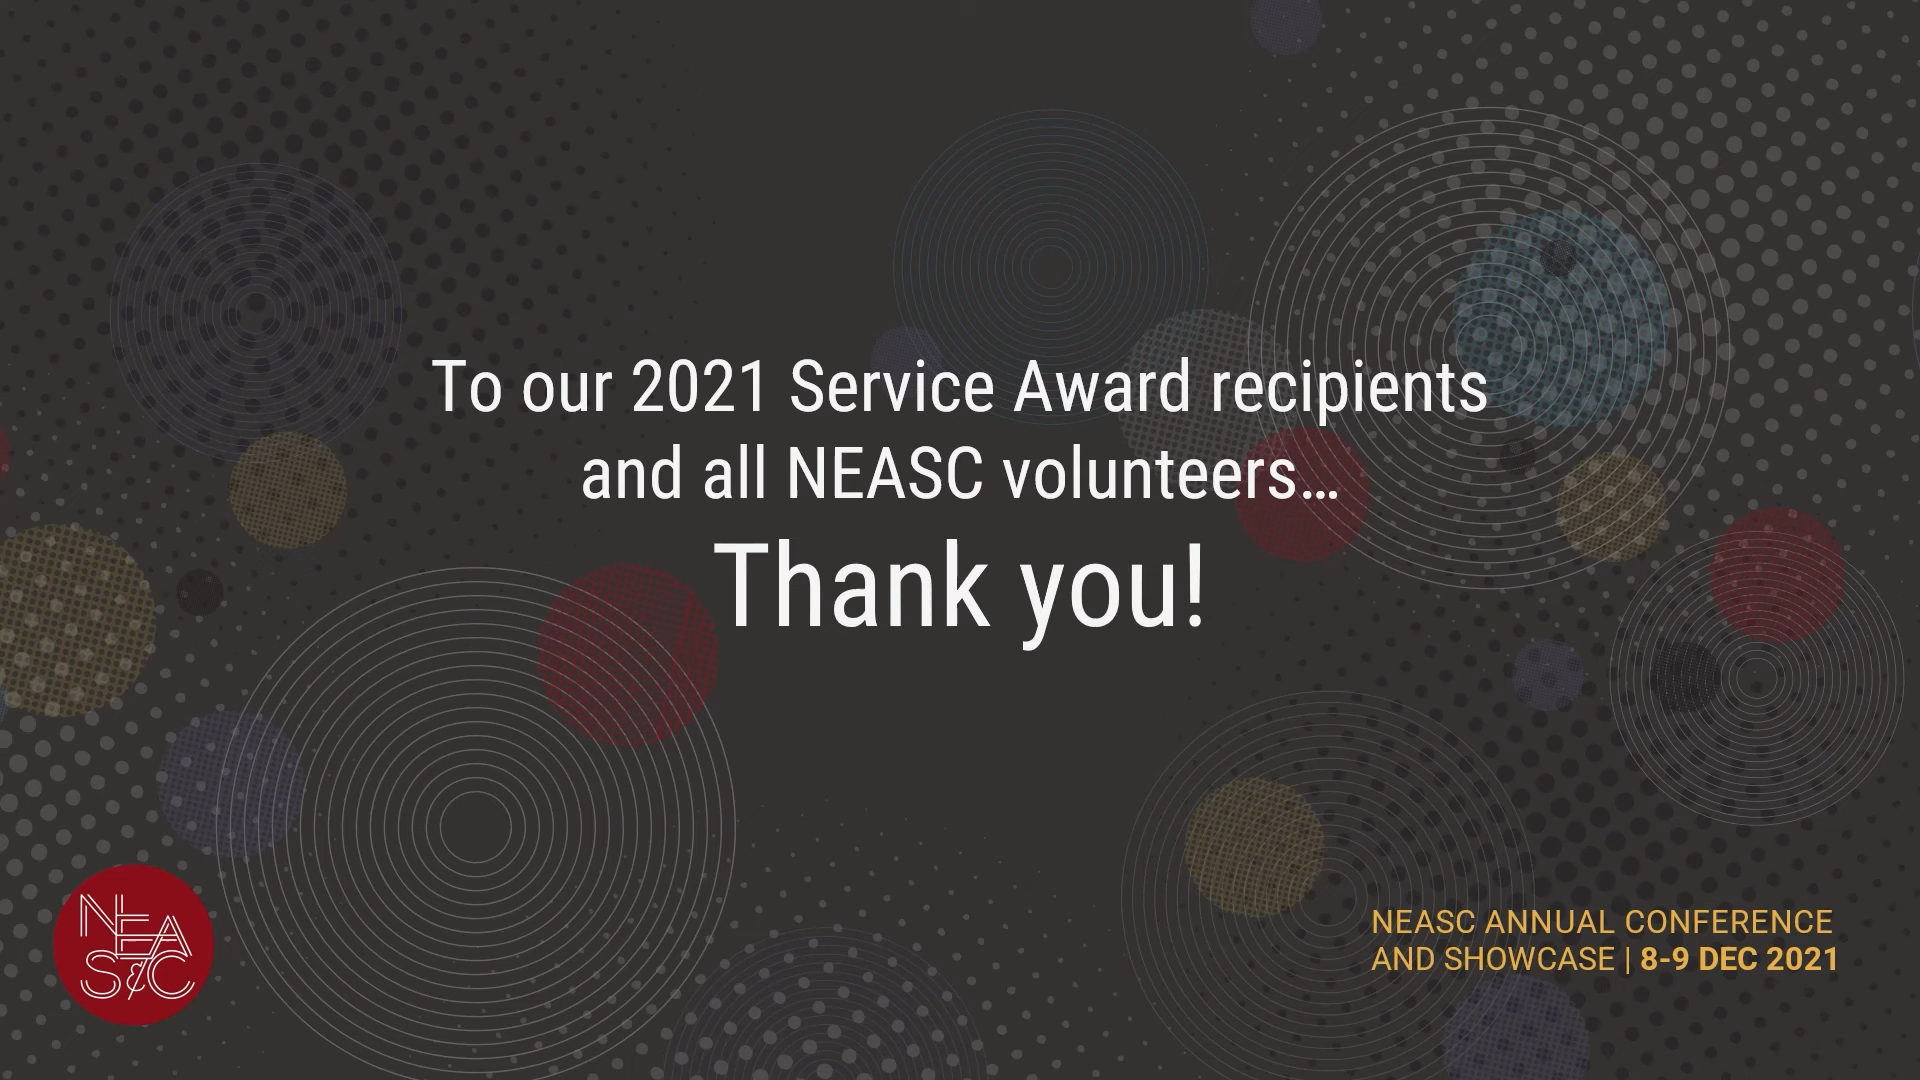 To our 2021 Service Award recipients
and all NEASC volunteers…
Thank you!
NEA
S&C
NEASC ANNUAL CONFERENCE
AND SHOWCASE | 8-9 DEC 2021